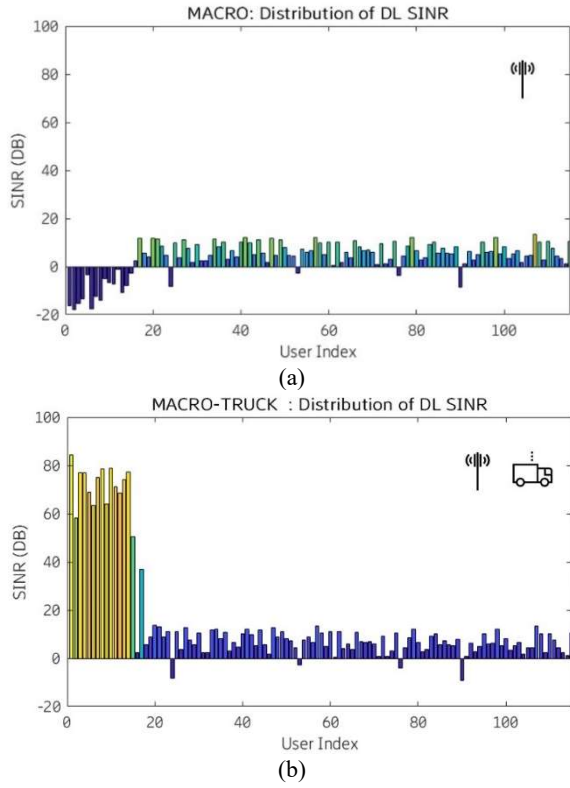 MACRO: Distribution of DL SINR
100
80
60
40
20
0
-20
SINR (DB)
0 20 40 60 80 100
User Index
(a)
MACRO-TRUCK : Distribution of DL SINR
100
80
60
40
20
0
-20
SINR (DB)
0 20 40 60 80 100
User Index
(b)